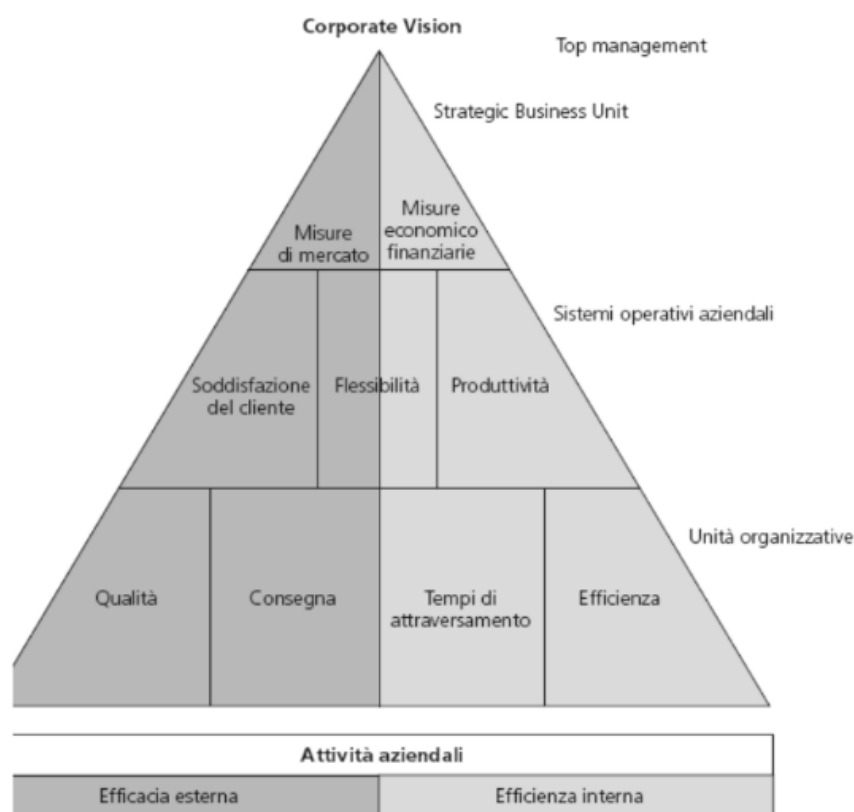 Corporate Vision
Top management
Strategic Business Unit
Misure
di mercato
Misure
economico
finanziarie
Sistemi operativi aziendali
Soddisfazione
del cliente
Flessibilità
Produttività
Unità organizzative
Qualità
Consegna
Tempi di
attraversamento
Efficienza
Attività aziendali
Efficacia esterna
Efficienza interna